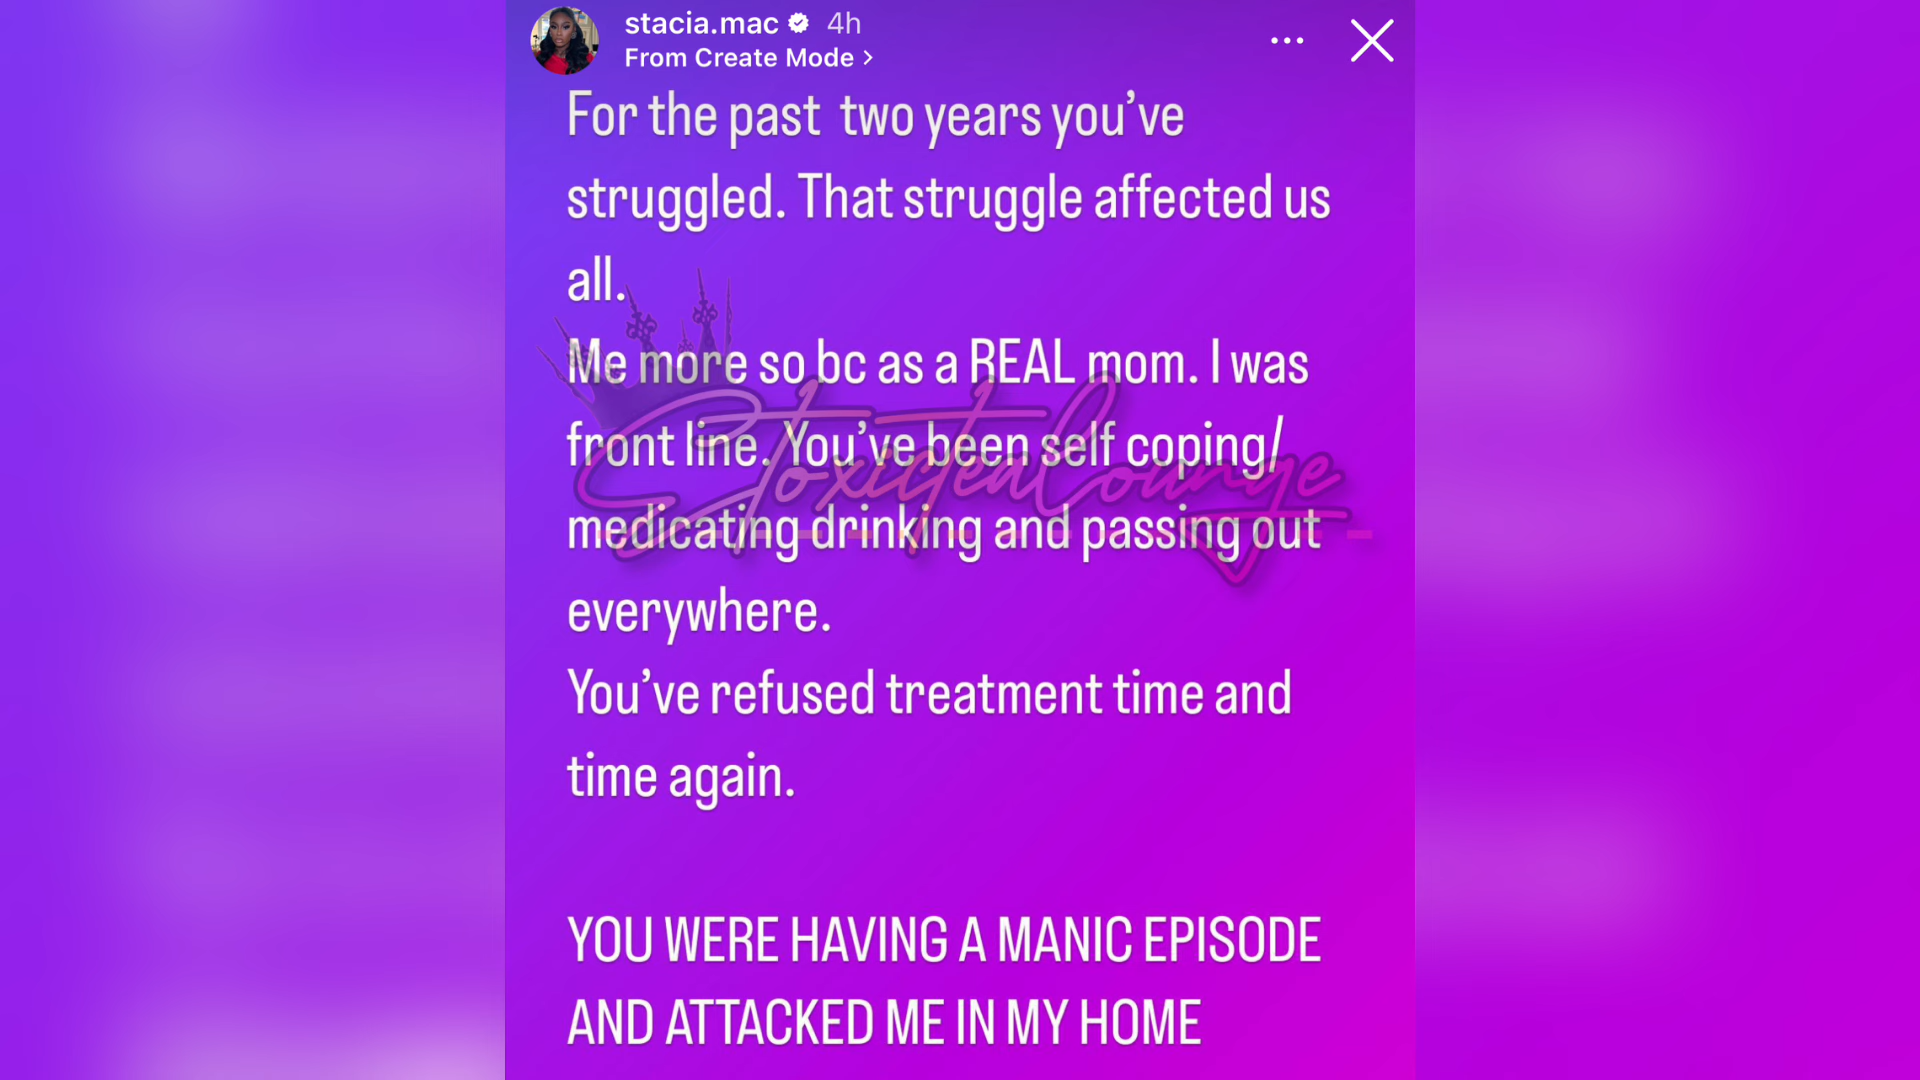 stacia.mac 4h
From Create Mode >
For the past two years you've
struggled. That struggle affected us
all.
Me more so bc as a REAL mom. I was
front line. You've been self coping/
medicating drinking and passing out
everywhere.
You've refused treatment time and
time again.
YOU WERE HAVING A MANIC EPISODE
AND ATTACKED ME IN MY HOME
Etoxictealounge